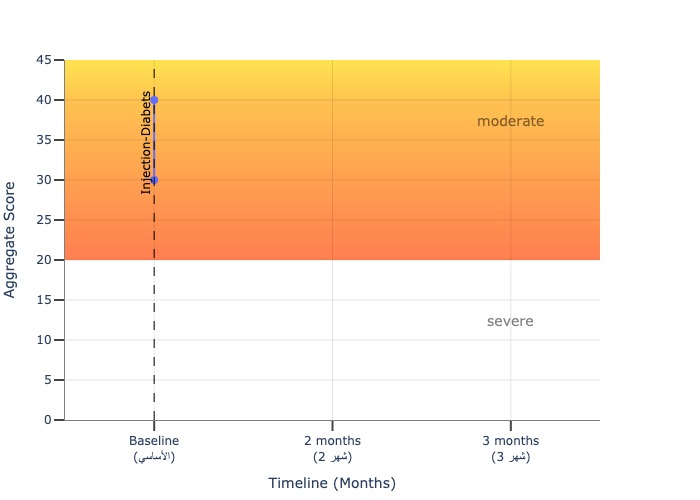 45
40
35
30
25
20
15
10
5
0
Aggregate Score
Injection-Diabets
moderate
severe
Baseline
(الأساسي)
2 months
(شهر 2)
3 months
(شهر 3)
Timeline (Months)